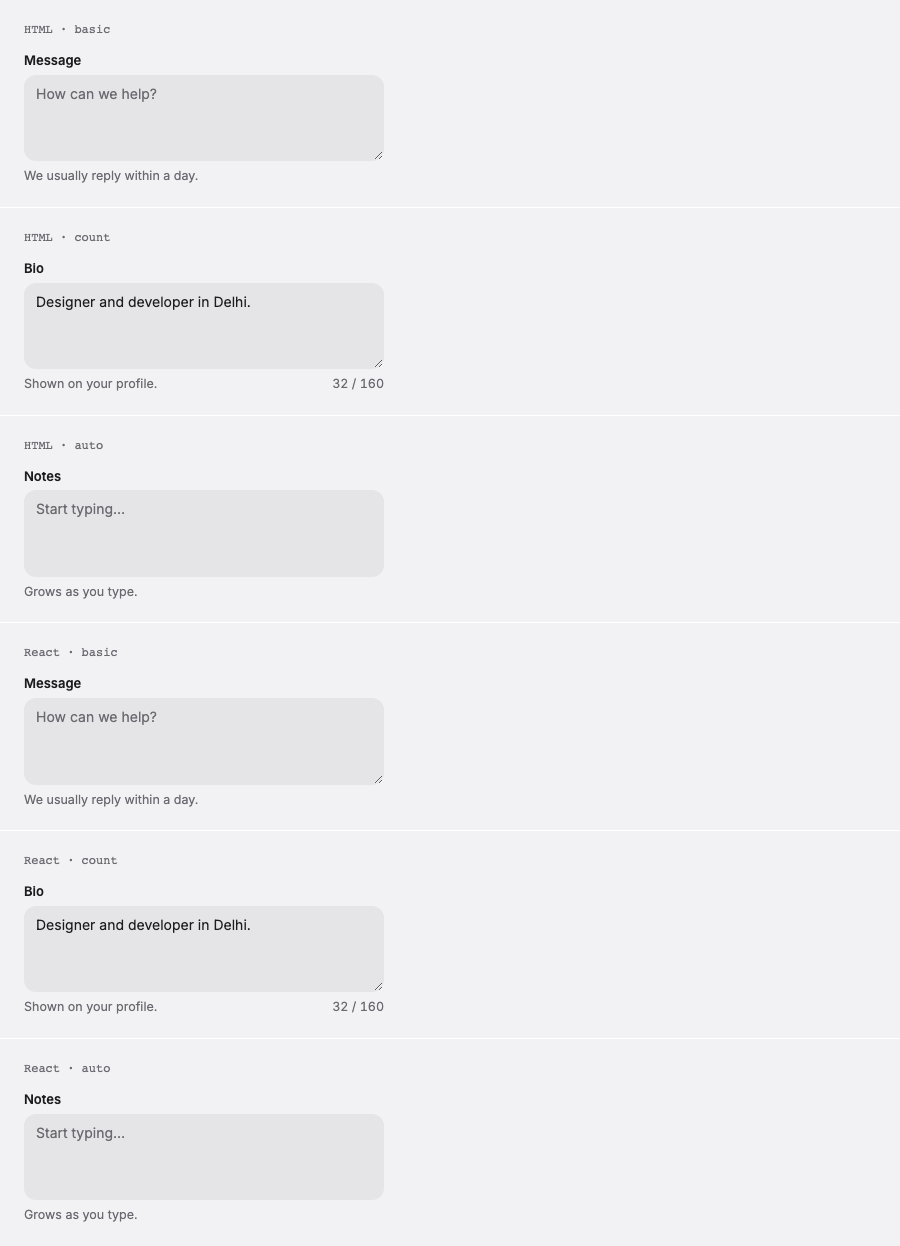 HTML · basic
Message
How can we help?
We usually reply within a day.
HTML · count
Bio
Designer and developer in Delhi.
Shown on your profile. 32 / 160
HTML · auto
Notes
Start typing...
Grows as you type.
React · basic
Message
How can we help?
We usually reply within a day.
React · count
Bio
Designer and developer in Delhi.
Shown on your profile. 32 / 160
React · auto
Notes
Start typing...
Grows as you type.